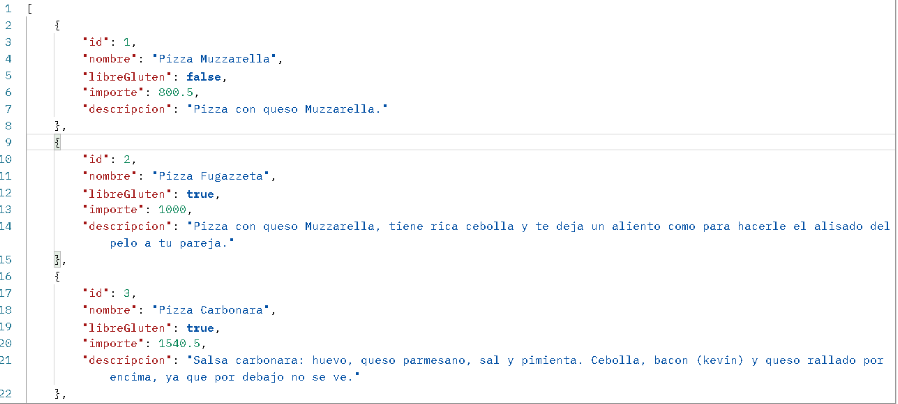 1 [
2 {
3 "id": 1,
4 "nombre": "Pizza Muzzarella",
5 "libreGluten": false,
6 "importe": 800.5,
7 "descripcion": "Pizza con queso Muzzarella."
8 },
9 {
10 "id": 2,
11 "nombre": "Pizza Fugazzeta",
12 "libreGluten": true,
13 "importe": 1000,
14 "descripcion": "Pizza con queso Muzzarella, tiene rica cebolla y te deja un aliento como para hacerle el alisado del
pelo a tu pareja."
15 },
16 {
17 "id": 3,
18 "nombre": "Pizza Carbonara",
19 "libreGluten": true,
20 "importe": 1540.5,
21 "descripcion": "Salsa carbonara: huevo, queso parmesano, sal y pimienta. Cebolla, bacon (kevin) y queso rallado por
encima, ya que por debajo no se ve."
22 },